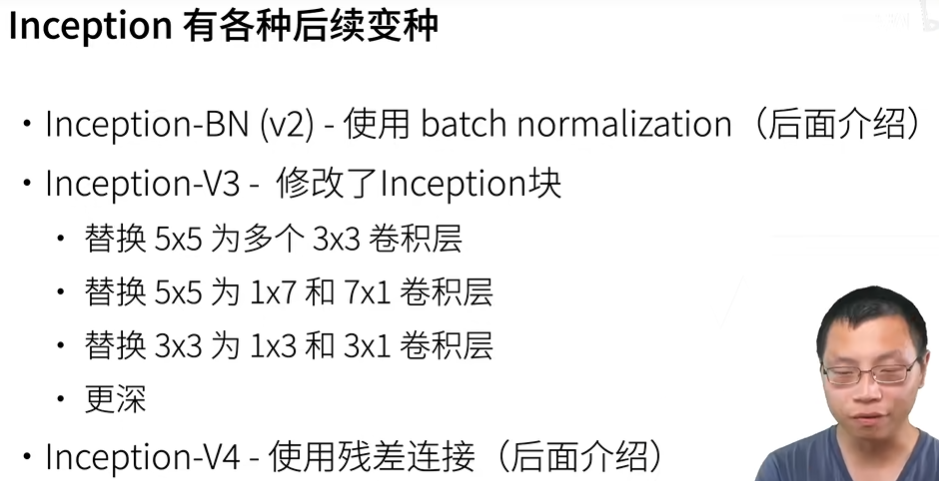 Inception 有各种后续变种
• Inception-BN (v2) - 使用 batch normalization（后面介绍）
• Inception-V3 - 修改了Inception块
• 替换 5x5 为多个 3x3 卷积层
• 替换 5x5 为 1x7 和 7x1 卷积层
• 替换 3x3 为 1x3 和 3x1 卷积层
• 更深
• Inception-V4 - 使用残差连接（后面介绍）